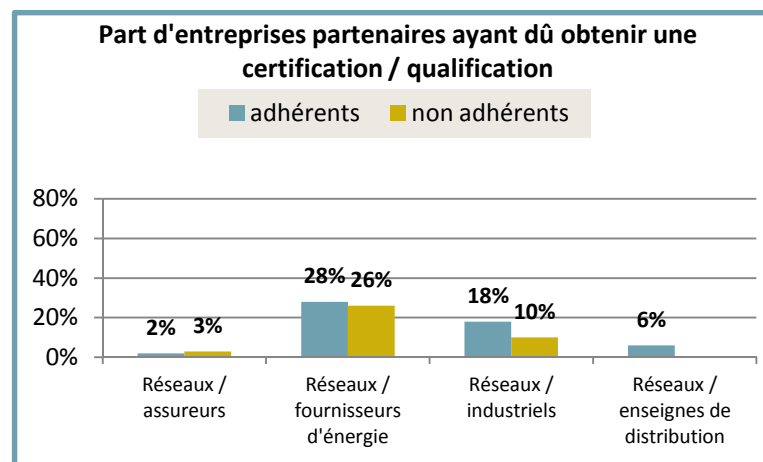 Part d'entreprises partenaires ayant dû obtenir une
certification / qualification
adhérents non adhérents
80%
60%
40%
20%
0%
2% 3% 28% 26% 18% 10% 6%
Réseaux /
assureurs
Réseaux /
fournisseurs
d'énergie
Réseaux /
industriels
Réseaux /
enseignes de
distribution